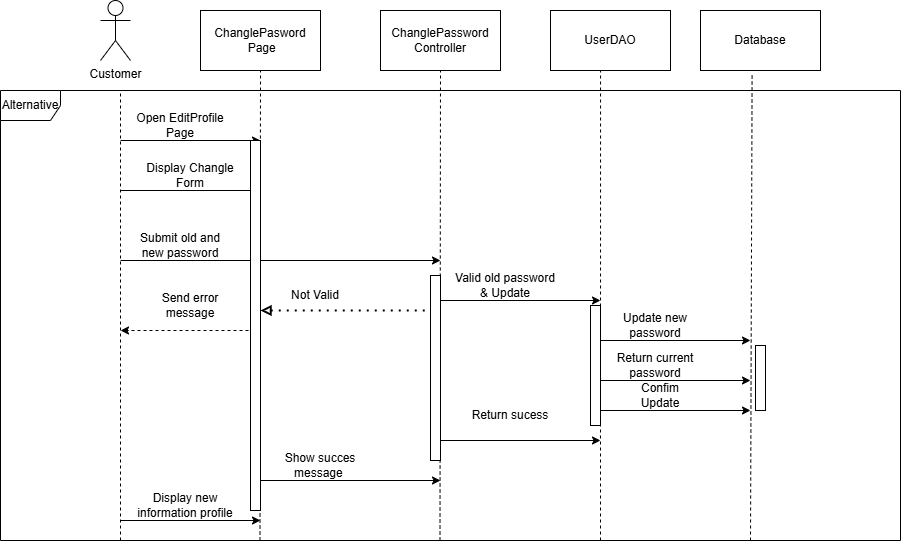 ChanglePasword
Page
ChanglePassword
Controller
UserDAO
Database
Customer
Alternative
Open EditProfile
Page
Display Changle
Form
Submit old and
new password
Valid old password
& Update
Not Valid
Send error
message
Update new
password
Return current
password
Confim
Update
Return sucess
Show succes
message
Display new
information profile